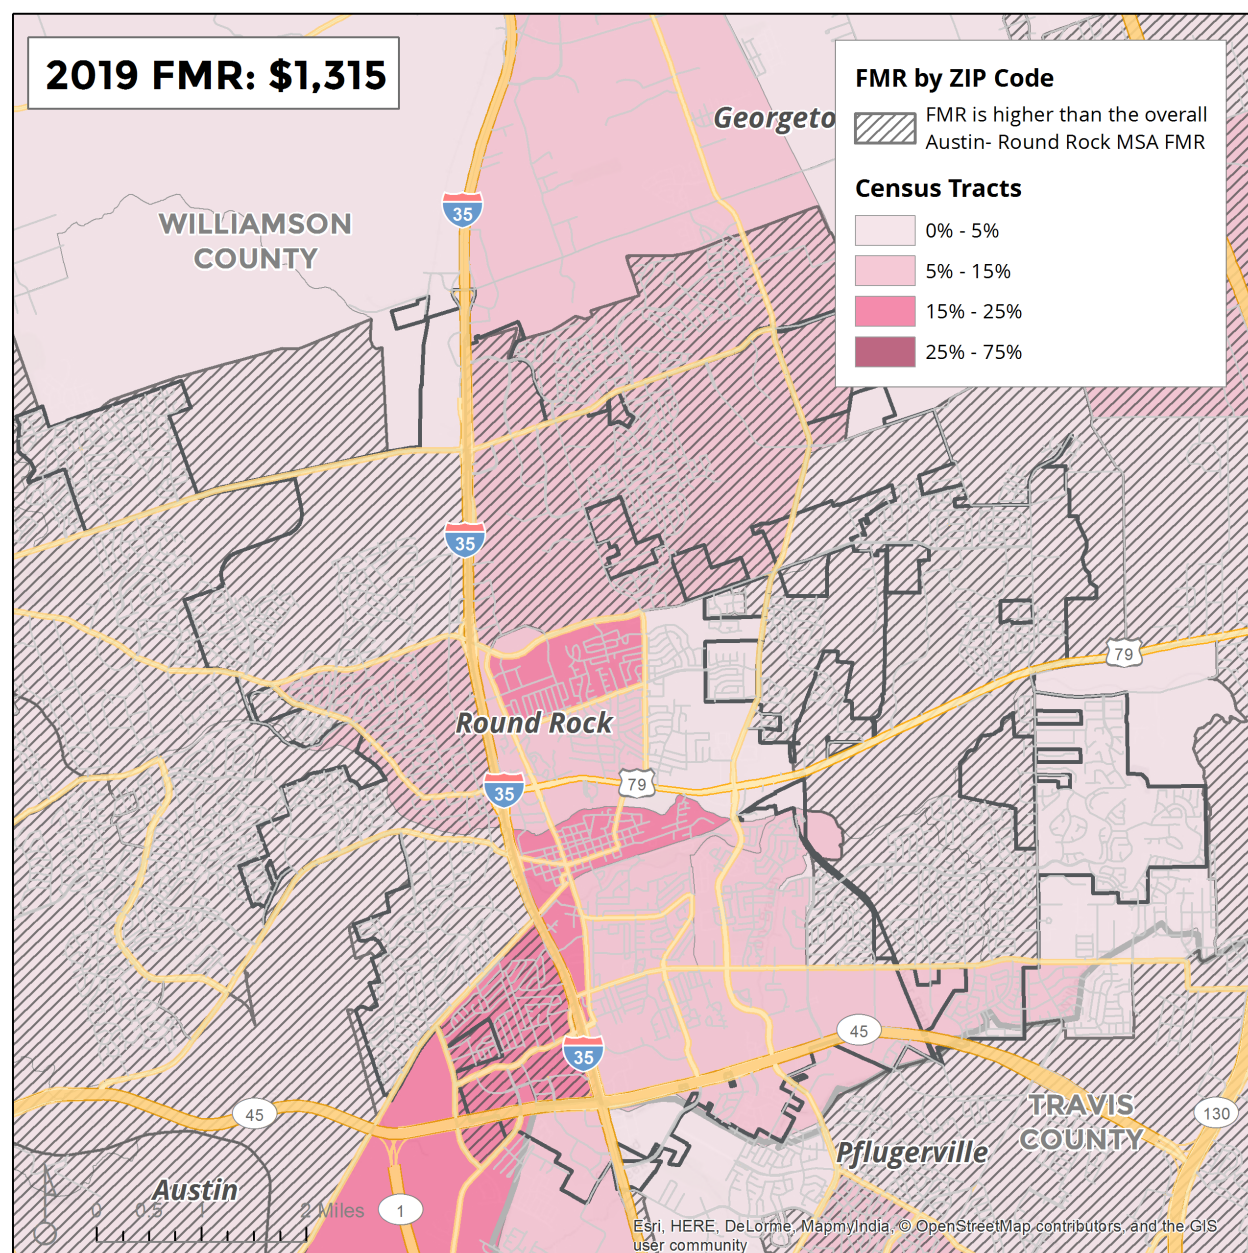 2019 FMR: $1,315
FMR by ZIP Code
FMR is higher than the overall
Austin- Round Rock MSA FMR
Census Tracts
0% - 5%
5% - 15%
15% - 25%
25% - 75%
Georgeto
WILLIAMSON
COUNTY
35
35
79
Round Rock
79
35
45
35
TRAVIS
COUNTY
45
130
Pflugerville
Austin
1
0 0.5 1 2 Miles
Esri, HERE, DeLorme, MapmyIndia, © OpenStreetMap contributors, and the GIS
user community